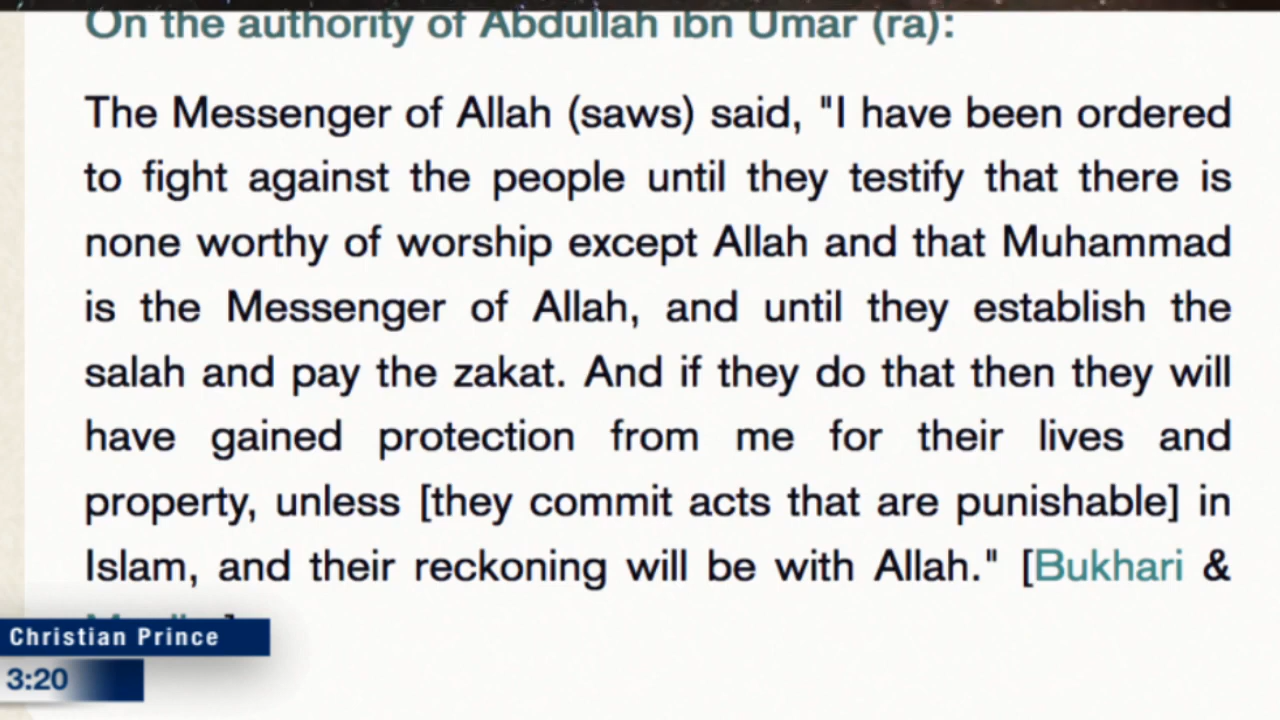 On the authority of Abdullah ibn Umar (ra):
The Messenger of Allah (saws) said, "I have been ordered
to fight against the people until they testify that there is
none worthy of worship except Allah and that Muhammad
is the Messenger of Allah, and until they establish the
salah and pay the zakat. And if they do that then they will
have gained protection from me for their lives and
property, unless [they commit acts that are punishable] in
Islam, and their reckoning will be with Allah." [Bukhari &
Christian Prince
3:20